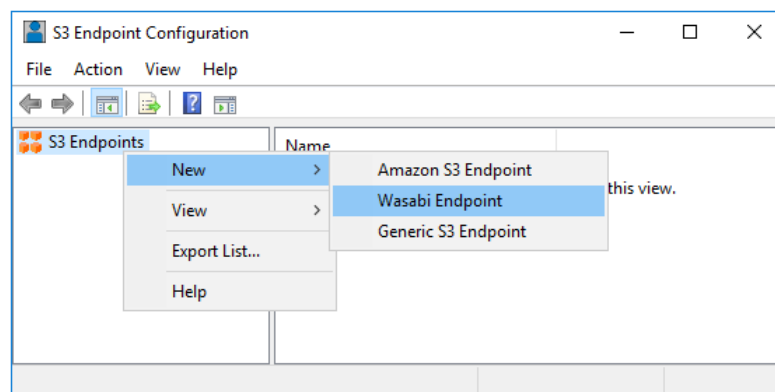 S3 Endpoint Configuration
File Action View Help
S3 Endpoints
Name
New
Amazon S3 Endpoint
Wasabi Endpoint
this view.
View
Generic S3 Endpoint
Export List...
Help